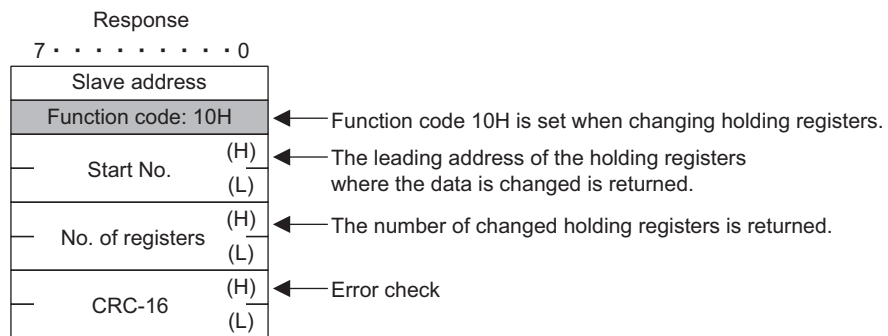 Response
7 · · · · · · · · · 0
Slave address
Function code: 10H
Function code 10H is set when changing holding registers.
Start No.
(H)
(L)
The leading address of the holding registers
where the data is changed is returned.
No. of registers
(H)
(L)
The number of changed holding registers is returned.
CRC-16
(H)
(L)
Error check